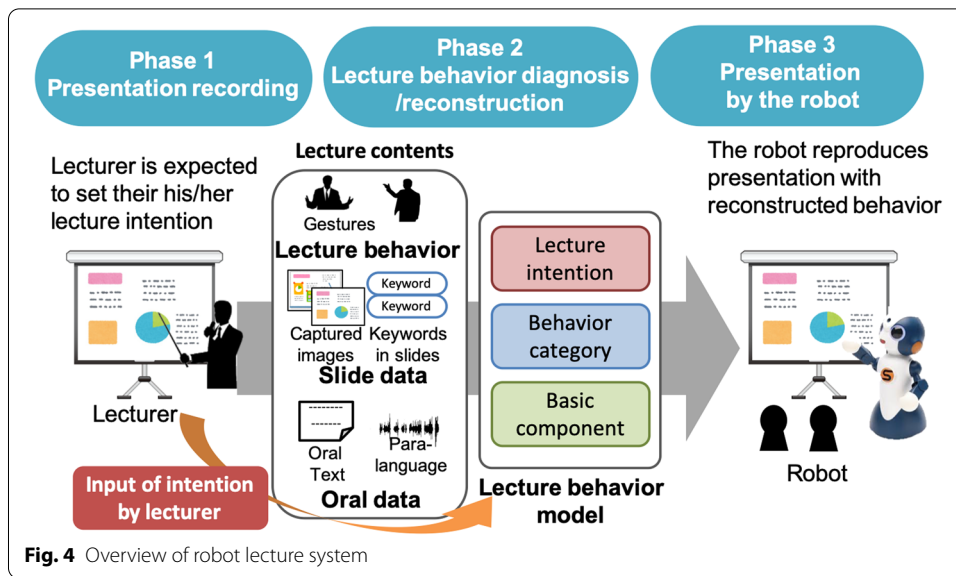 Phase 1
Presentation recording
Phase 2
Lecture behavior diagnosis
/reconstruction
Phase 3
Presentation
by the robot
Lecturer is expected
to set their his/her
lecture intention
Lecturer
Input of intention
by lecturer
Lecture contents
Gestures
Lecture behavior
Keyword
Keyword
Captured
images
Keywords
in slides
Slide data
Oral
Text
Para-
language
Oral data
Lecture
intention
Behavior
category
Basic
component
Lecture behavior
model
The robot reproduces
presentation with
reconstructed behavior
S
Robot
Fig. 4 Overview of robot lecture system